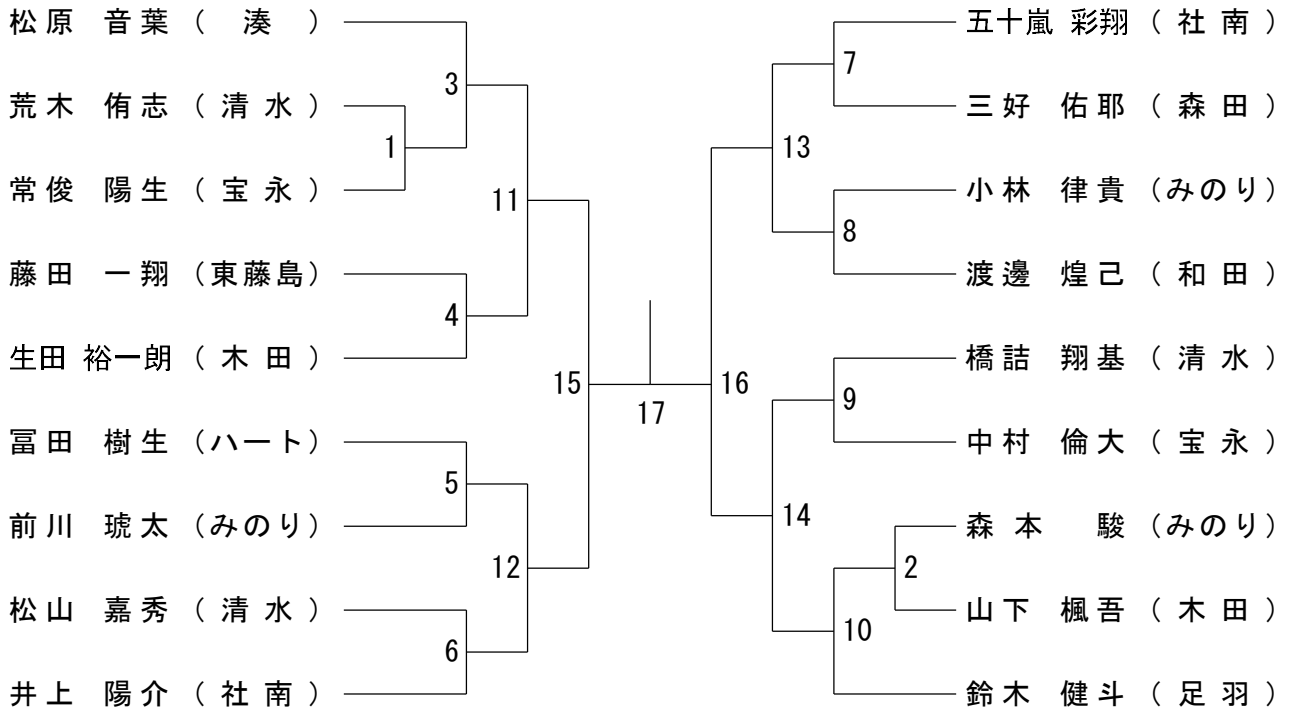 松原 音葉 （ 湊 ）
3
荒木 侑志 （ 清水 ）
1
常俊 陽生 （ 宝永 ）
11
藤田 一翔 （東藤島）
4
生田 裕一朗 （ 木田 ）
15
冨田 樹生 （ハート）
5
前川 琥太 （みのり）
12
松山 嘉秀 （ 清水 ）
6
井上 陽介 （ 社南 ）
17
五十嵐 彩翔 （ 社南 ）
7
三好 佑耶 （ 森田 ）
13
小林 律貴 （みのり）
8
渡邊 煌己 （ 和田 ）
16
橋詰 翔基 （ 清水 ）
9
中村 倫大 （ 宝永 ）
14
森本 駿 （みのり）
2
山下 楓吾 （ 木田 ）
10
鈴木 健斗 （ 足羽 ）